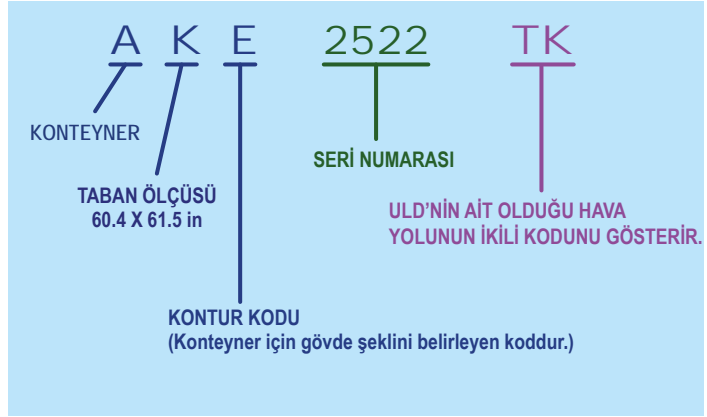 A K E 2522 TK
KONTEYNER
SERİ NUMARASI
TABAN ÖLÇÜSÜ
60.4 X 61.5 in
ULD’NİN AİT OLDUĞU HAVA
YOLUNUN İKİLİ KODUNU GÖSTERİR.
KONTUR KODU
(Konteyner için gövde şeklini belirleyen koddur.)